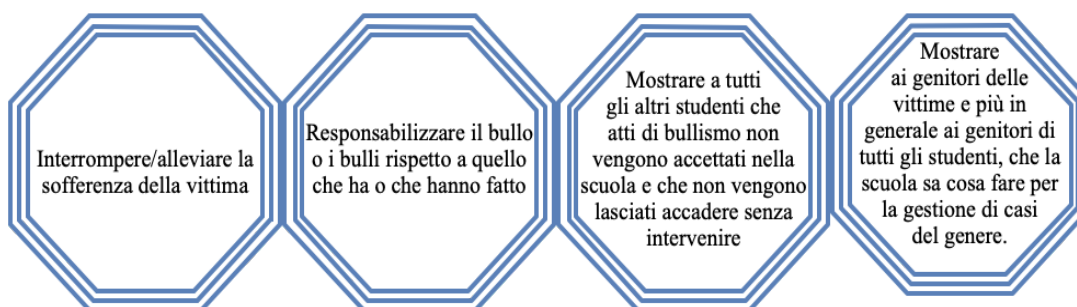 Interrompere/alleviare la
sofferenza della vittima
Responsabilizzare il bullo
o i bulli rispetto a quello
che ha o che hanno fatto
Mostrare a tutti
gli altri studenti che
atti di bullismo non
vengono accettati nella
scuola e che non vengono
lasciati accadere senza
intervenire
Mostrare
ai genitori delle
vittime e più in
generale ai genitori di
tutti gli studenti, che la
scuola sa cosa fare per
la gestione di casi
del genere.